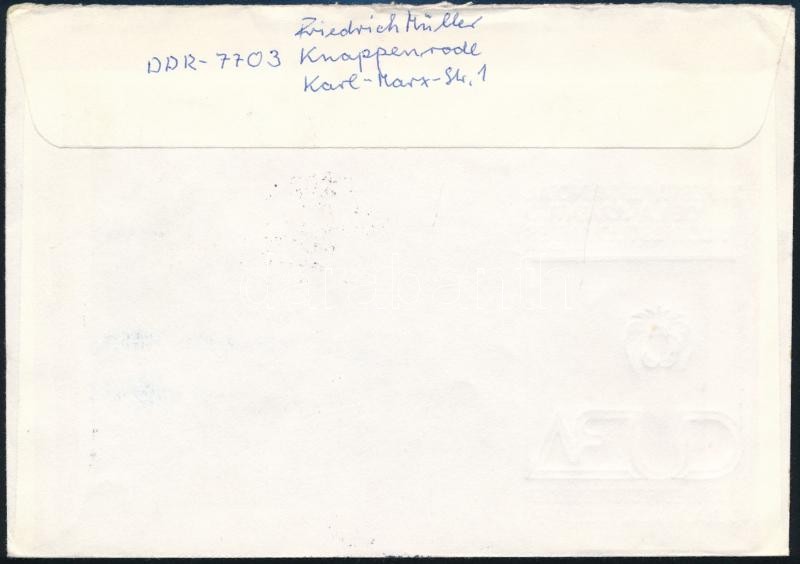 Friedrich Müller
DDR-7703 Knappenrode
Karl-Marx-Str. 1